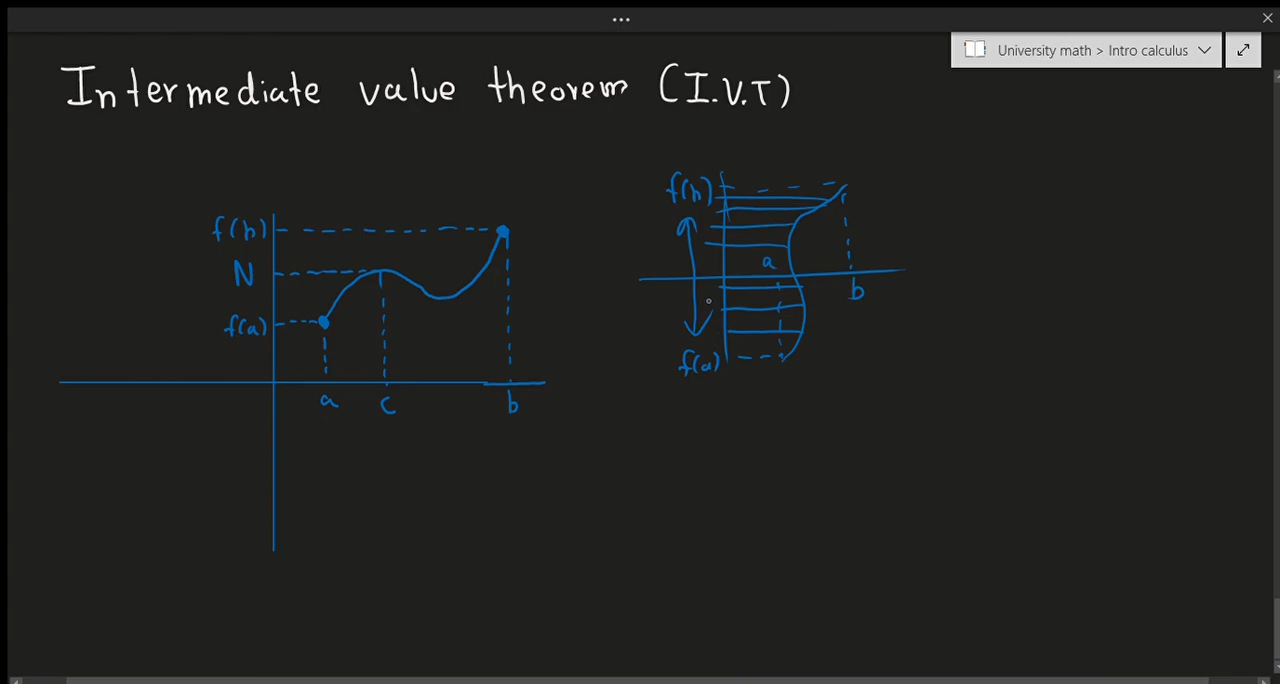 University math > Intro calculus
Intermediate value theorem (I.V.T)
f(b)
N
f(a)
a
c
b
f(b)
a
b
f(a)